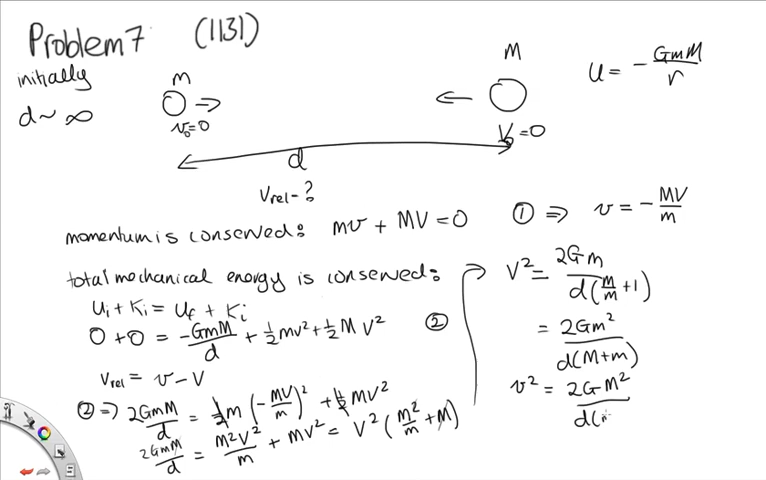 Problem 7 (1131)
initially
d ~ ∞
m
v₀=0
M
V₀=0
U = - GmM/r
d
Vrel - ?
momentum is conserved: mv + MV = 0 ① ⇒ v = - MV/m
total mechanical energy is conserved:
Ui + Ki = Uf + Ki
0 + 0 = -GmM/d + ½mv² + ½MV² ②
Vrel = v - V
② ⇒ 2GmM/d = ½m(-MV/m)² + ½MV²
2GmM/d = M²V²/m + MV² = V²(M²/m + M)
V² = 2Gm/d(M/m + 1)
= 2Gm²/d(M+m)
v² = 2GM²/d(